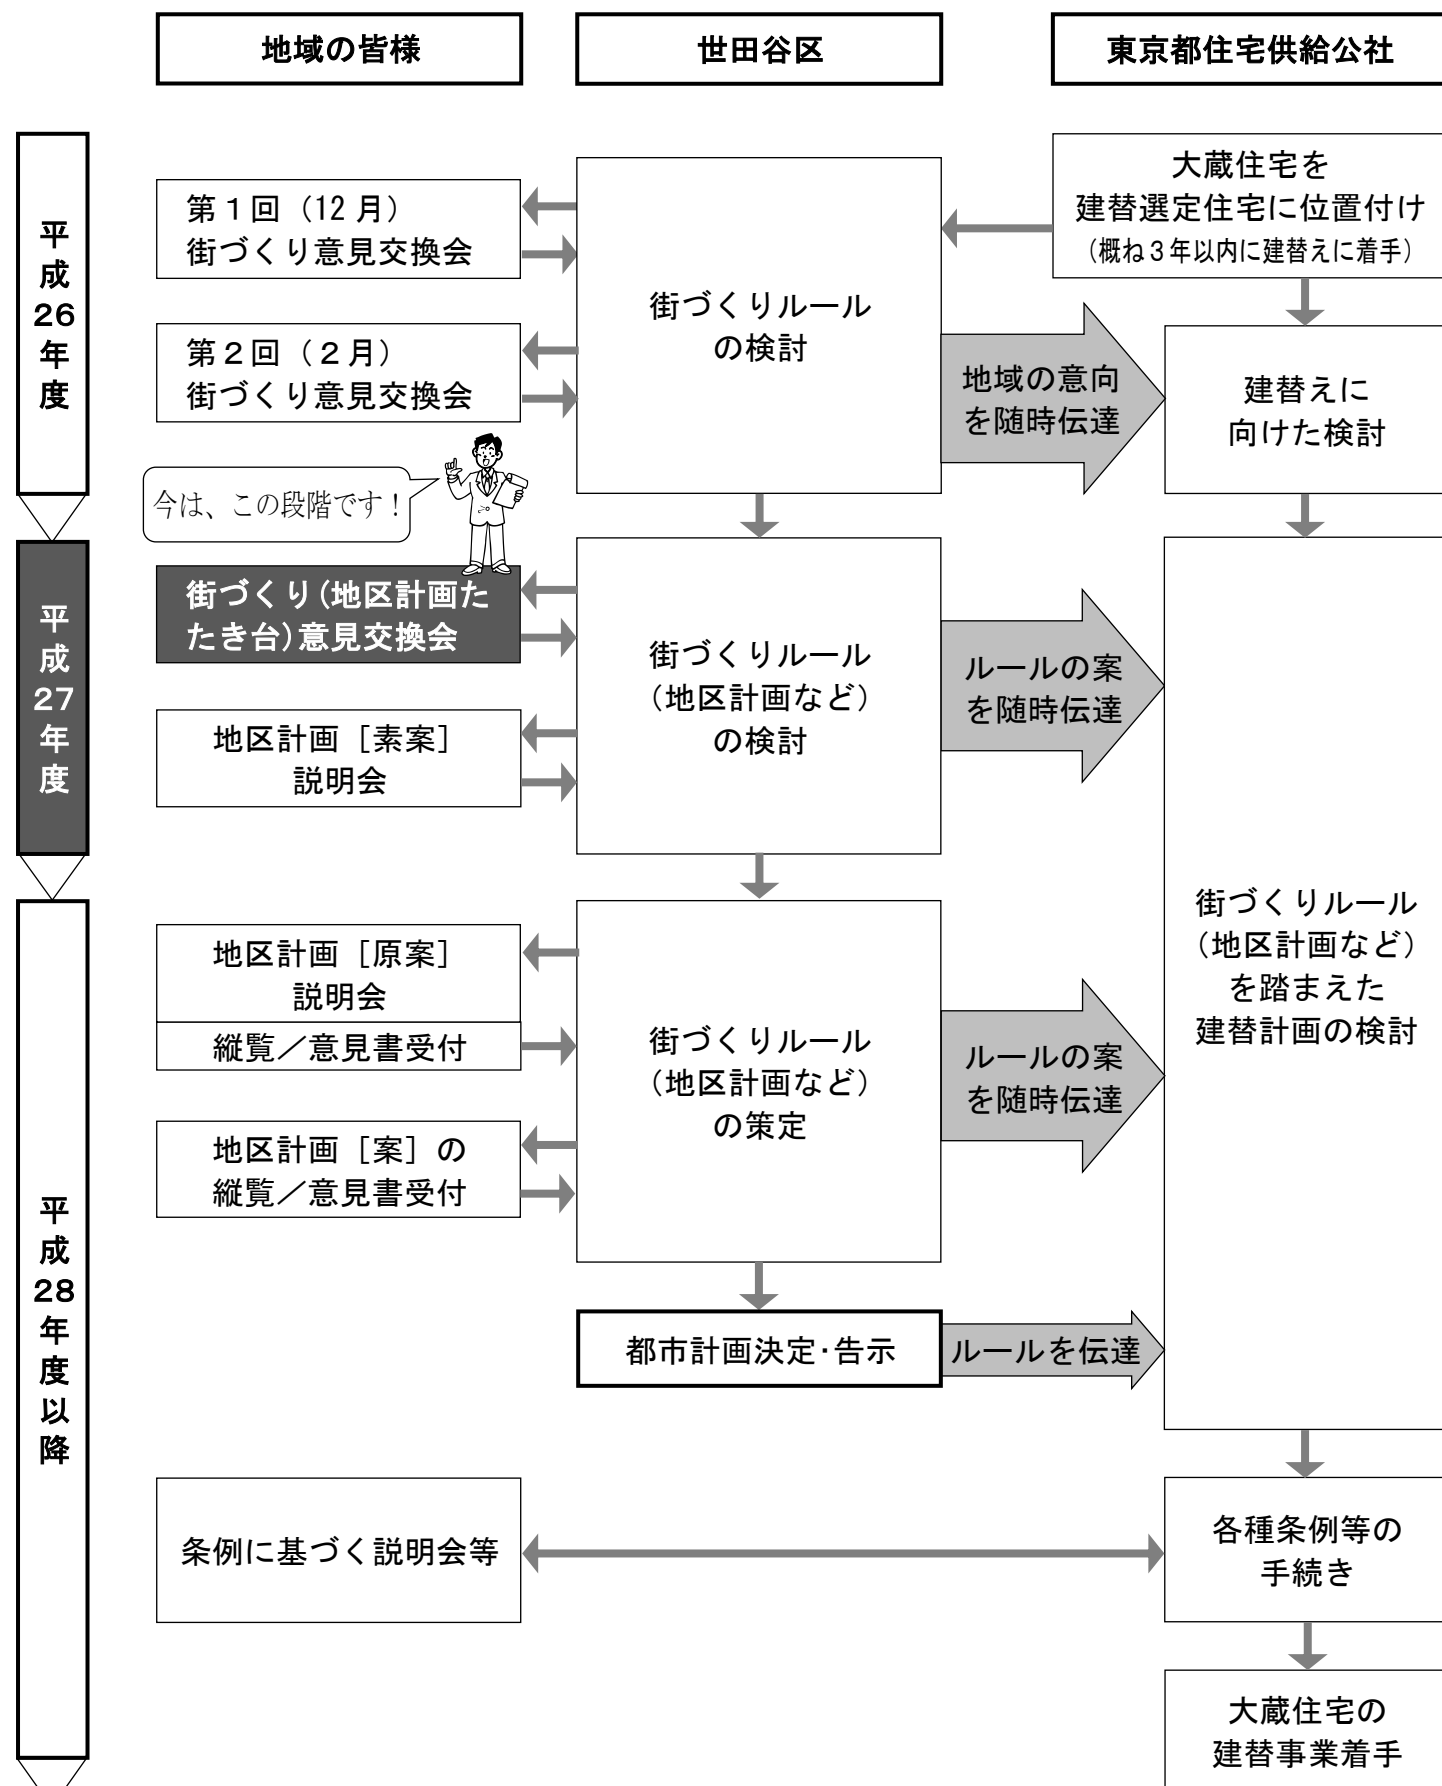 地域の皆様
世田谷区
東京都住宅供給公社
平成26年度
第１回（12月）
街づくり意見交換会
第２回（２月）
街づくり意見交換会
街づくりルール
の検討
大蔵住宅を
建替選定住宅に位置付け
（概ね３年以内に建替えに着手）
地域の意向
を随時伝達
建替えに
向けた検討
今は、この段階です！
平成27年度
街づくり(地区計画た
たき台)意見交換会
地区計画［素案］
説明会
街づくりルール
（地区計画など）
の検討
ルールの案
を随時伝達
街づくりルール
（地区計画など）
を踏まえた
建替計画の検討
平成28年度以降
地区計画［原案］
説明会
縦覧／意見書受付
地区計画［案］の
縦覧／意見書受付
街づくりルール
（地区計画など）
の策定
ルールの案
を随時伝達
都市計画決定・告示
ルールを伝達
条例に基づく説明会等
各種条例等の
手続き
大蔵住宅の
建替事業着手